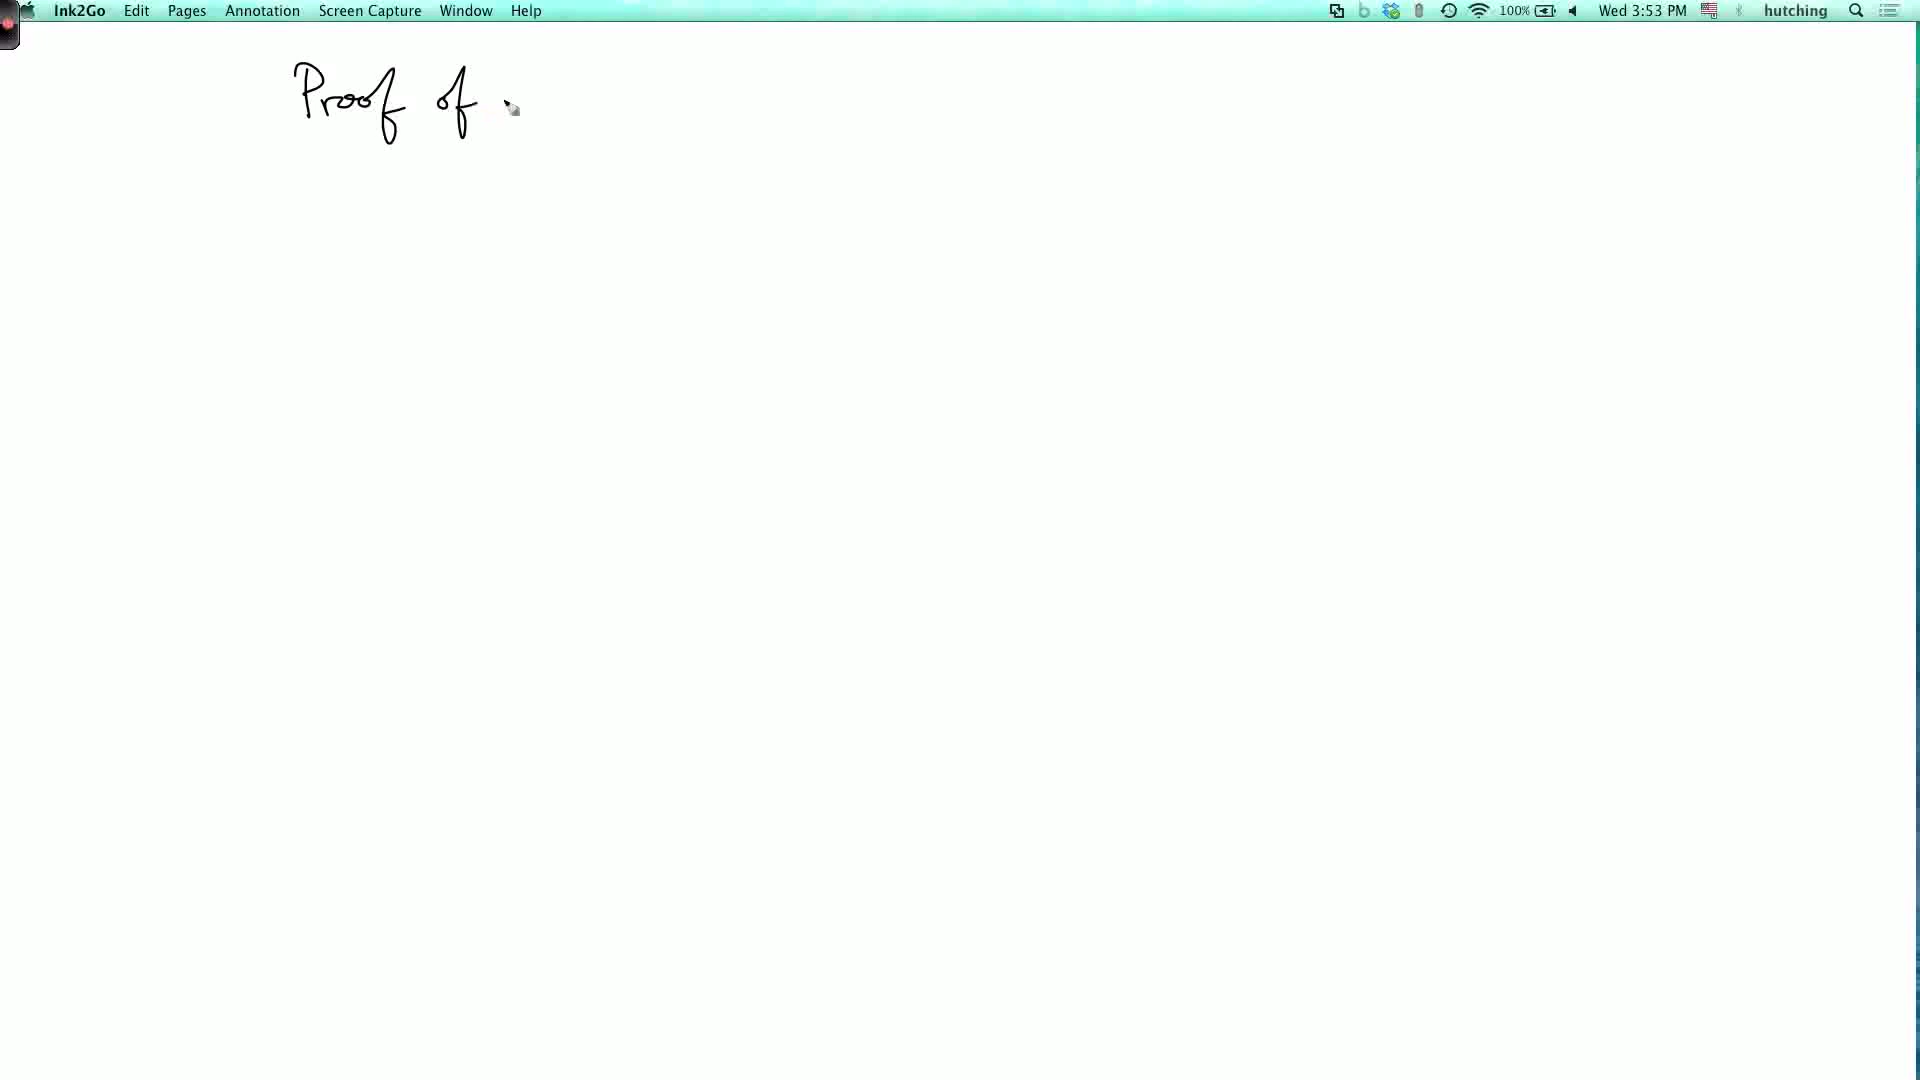 Ink2Go Edit Pages Annotation Screen Capture Window Help 100% Wed 3:53 PM hutching
Proof of